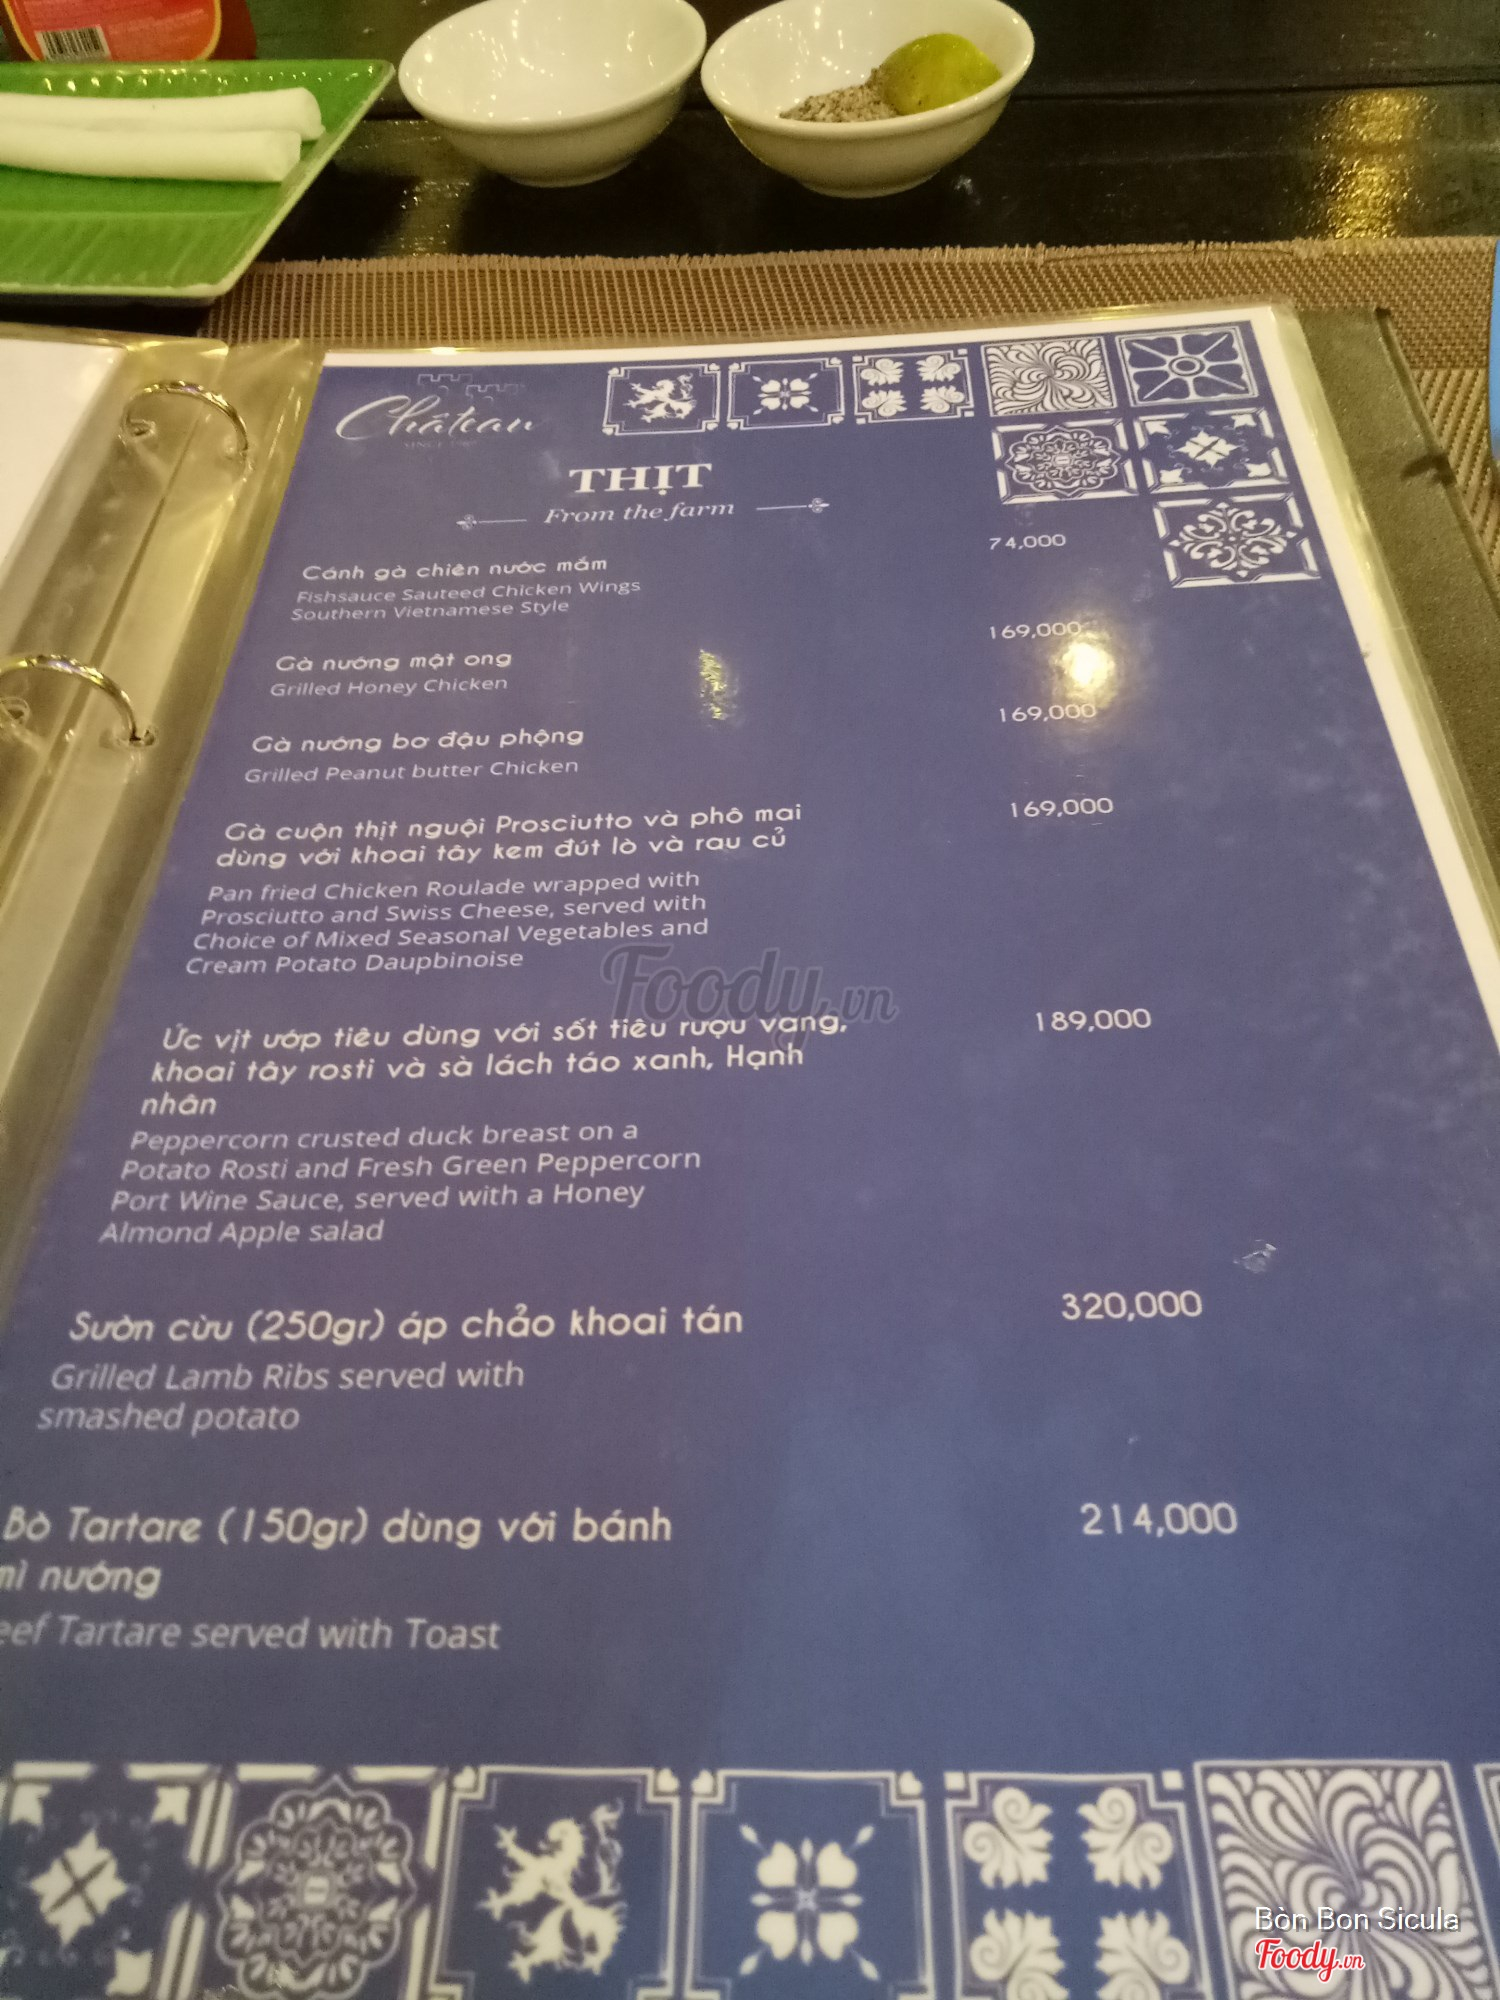 Château
THỊT
From the farm
Cánh gà chiên nước mắm 74,000
Fishsauce Sauteed Chicken Wings
Southern Vietnamese Style
Gà nướng mật ong 169,000
Grilled Honey Chicken
Gà nướng bơ đậu phộng 169,000
Grilled Peanut butter Chicken
Gà cuộn thịt nguội Prosciutto và phô mai 169,000
dùng với khoai tây kem đút lò và rau củ
Pan fried Chicken Roulade wrapped with
Prosciutto and Swiss Cheese, served with
Choice of Mixed Seasonal Vegetables and
Cream Potato Daupbinoise
Foody.vn
Ức vịt ướp tiêu dùng với sốt tiêu rượu vang, 189,000
khoai tây rosti và sà lách táo xanh, Hạnh
nhân
Peppercorn crusted duck breast on a
Potato Rosti and Fresh Green Peppercorn
Port Wine Sauce, served with a Honey
Almond Apple salad
Sườn cừu (250gr) áp chảo khoai tán 320,000
Grilled Lamb Ribs served with
smashed potato
Bò Tartare (150gr) dùng với bánh 214,000
mì nướng
eef Tartare served with Toast
Bòn Bon Sicula
Foody.vn